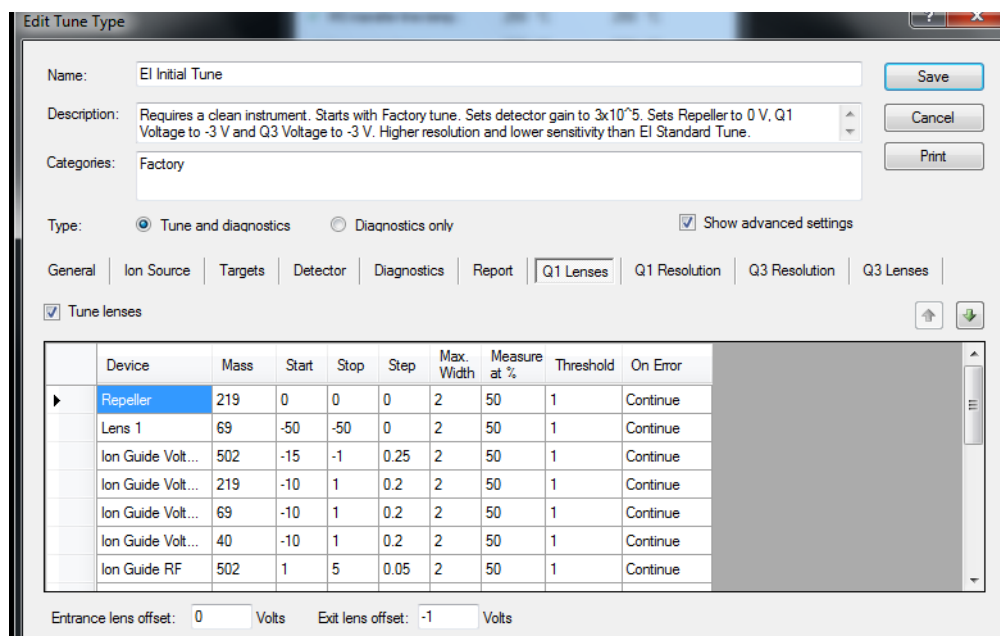 Edit Tune Type
Name: EI Initial Tune
Save
Description: Requires a clean instrument. Starts with Factory tune. Sets detector gain to 3x10^5. Sets Repeller to 0 V, Q1
Voltage to -3 V and Q3 Voltage to -3 V. Higher resolution and lower sensitivity than EI Standard Tune.
Cancel
Categories: Factory
Print
Type: Tune and diagnostics Diagnostics only Show advanced settings
General Ion Source Targets Detector Diagnostics Report Q1 Lenses Q1 Resolution Q3 Resolution Q3 Lenses
Tune lenses
Device Mass Start Stop Step Max. Width Measure at % Threshold On Error
Repeller 219 0 0 0 2 50 1 Continue
Lens 1 69 -50 -50 0 2 50 1 Continue
Ion Guide Volt... 502 -15 -1 0.25 2 50 1 Continue
Ion Guide Volt... 219 -10 1 0.2 2 50 1 Continue
Ion Guide Volt... 69 -10 1 0.2 2 50 1 Continue
Ion Guide Volt... 40 -10 1 0.2 2 50 1 Continue
Ion Guide RF 502 1 5 0.05 2 50 1 Continue
Entrance lens offset: 0 Volts Exit lens offset: -1 Volts